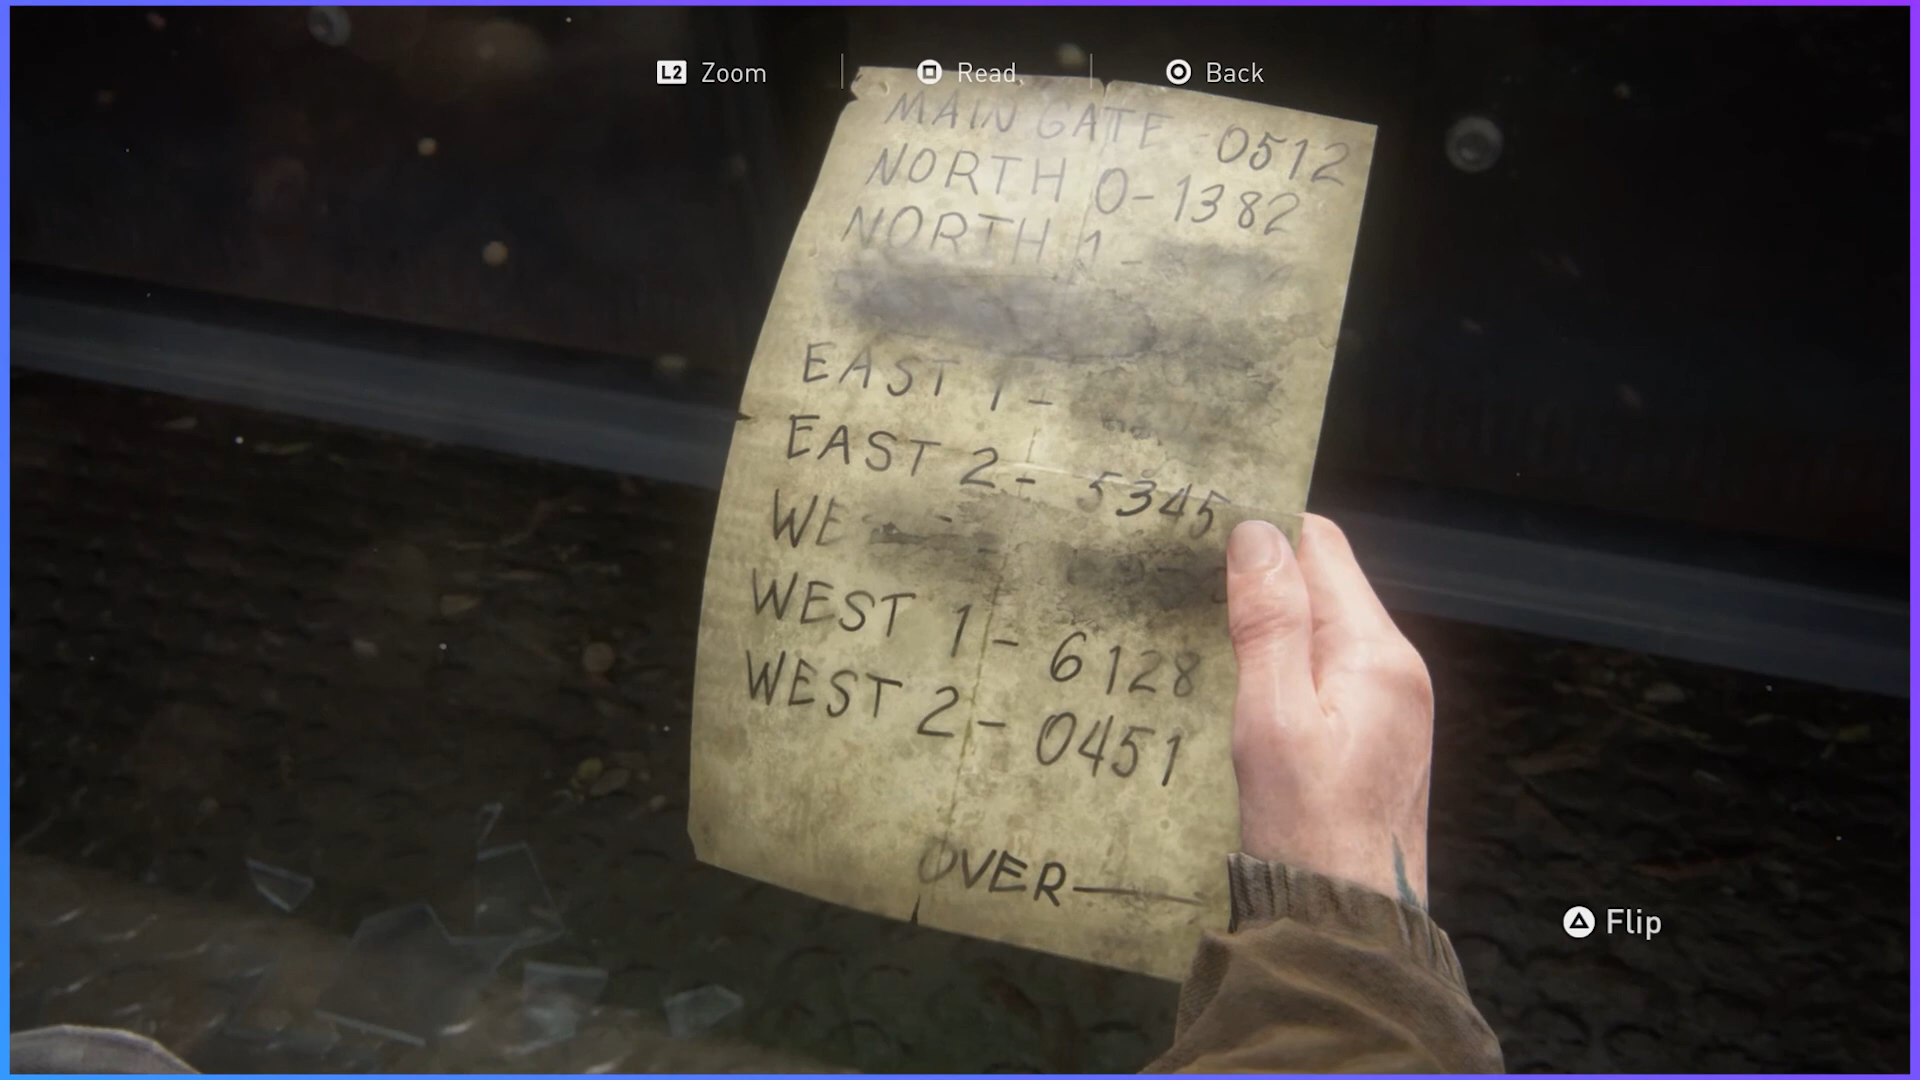 L2 Zoom
Read
Back
MAIN GATE - 0512
NORTH 0 - 1382
NORTH 1 -
EAST 1 -
EAST 2 - 5345
WE
WEST 1 - 6128
WEST 2 - 0451
OVER
Flip